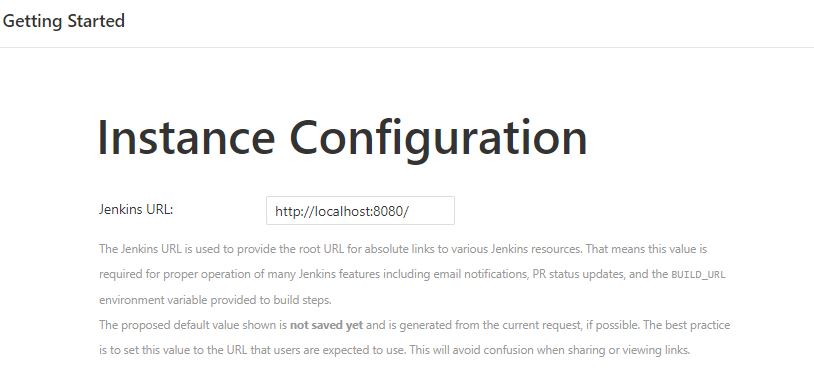 Getting Started
Instance Configuration
Jenkins URL:
http://localhost:8080/
The Jenkins URL is used to provide the root URL for absolute links to various Jenkins resources. That means this value is
required for proper operation of many Jenkins features including email notifications, PR status updates, and the BUILD_URL
environment variable provided to build steps.
The proposed default value shown is not saved yet and is generated from the current request, if possible. The best practice
is to set this value to the URL that users are expected to use. This will avoid confusion when sharing or viewing links.